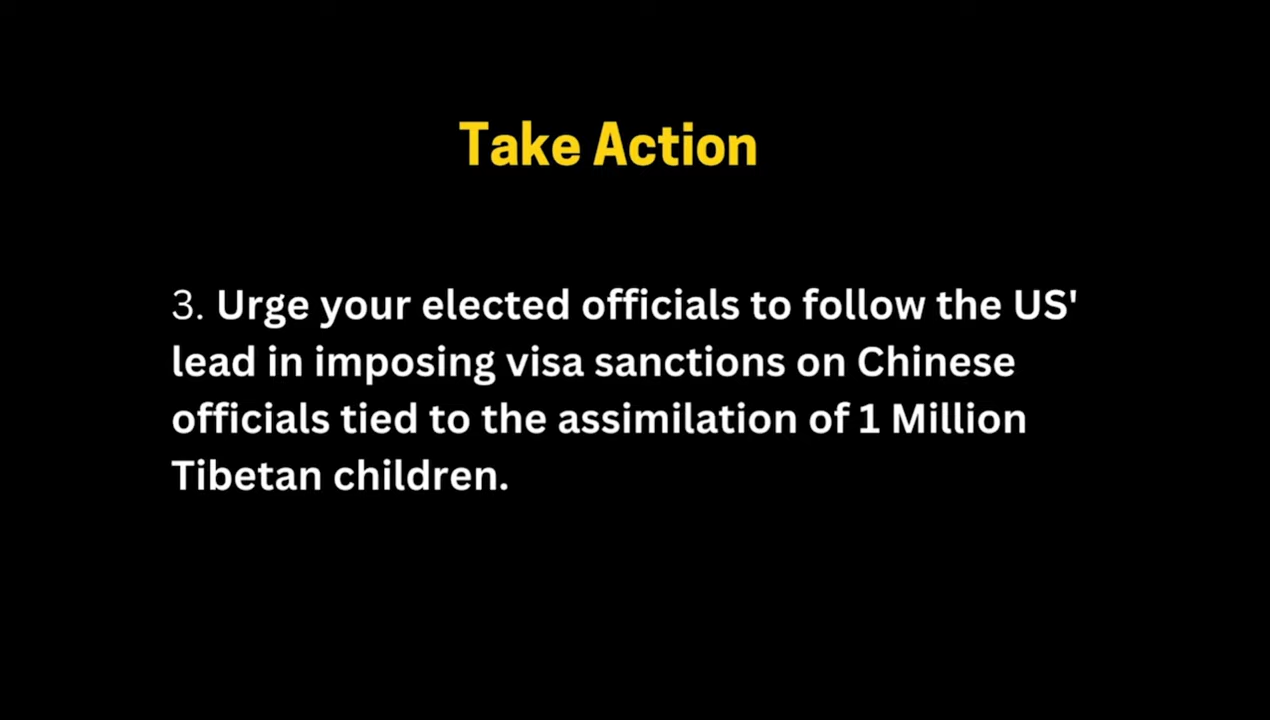 Take Action
3. Urge your elected officials to follow the US'
lead in imposing visa sanctions on Chinese
officials tied to the assimilation of 1 Million
Tibetan children.